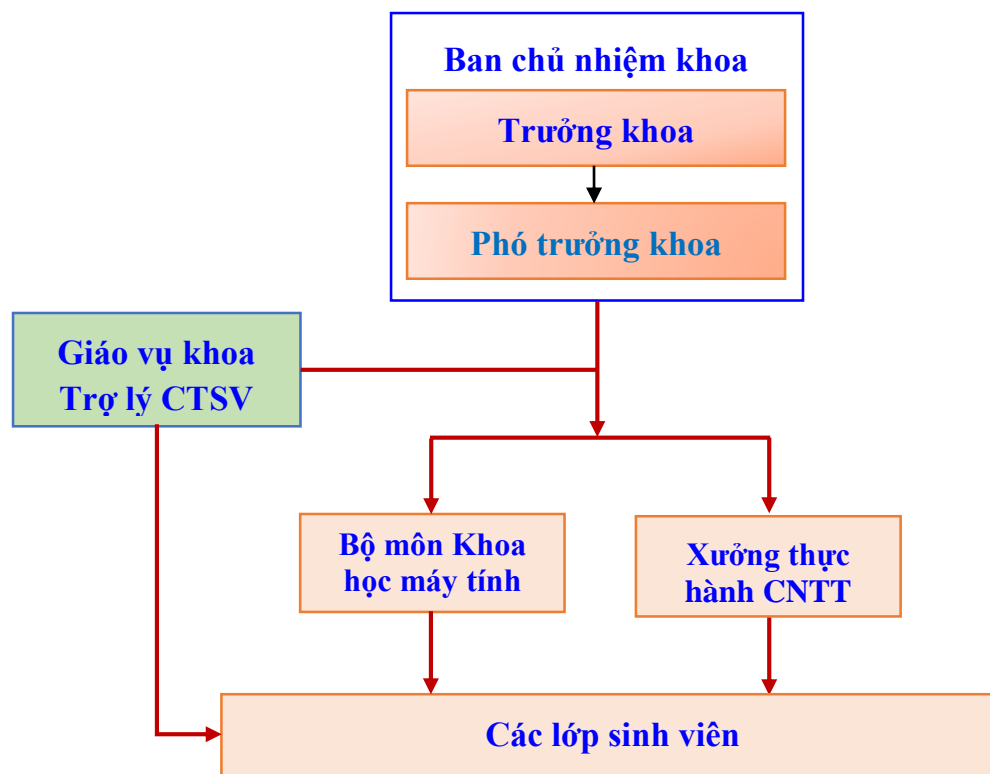 Ban chủ nhiệm khoa
Trưởng khoa
Phó trưởng khoa
Giáo vụ khoa
Trợ lý CTSV
Bộ môn Khoa
học máy tính
Xưởng thực
hành CNTT
Các lớp sinh viên